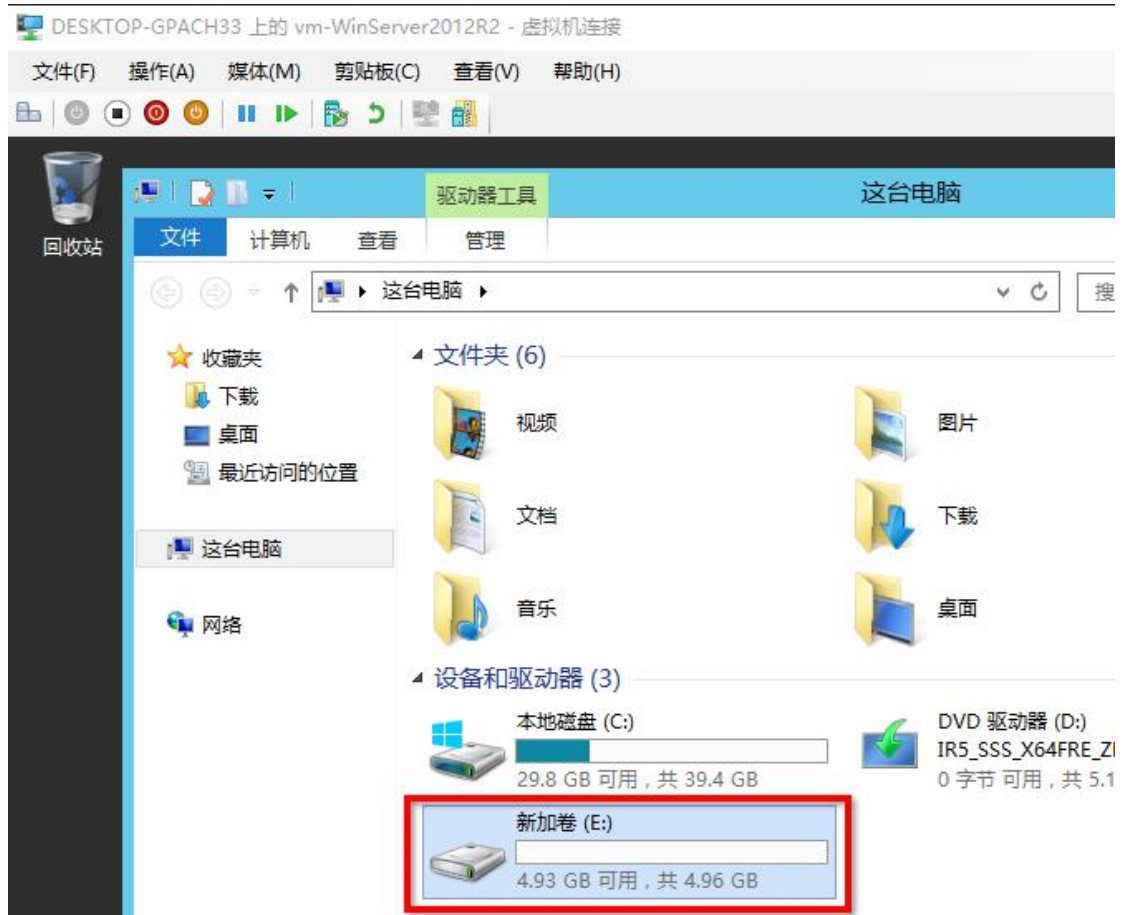 DESKTOP-GPACH33 上的 vm-WinServer2012R2 - 虚拟机连接
文件(F) 操作(A) 媒体(M) 剪贴板(C) 查看(V) 帮助(H)
回收站
驱动器工具
这台电脑
文件 计算机 查看 管理
这台电脑
搜
收藏夹
下载
桌面
最近访问的位置
这台电脑
网络
文件夹 (6)
视频
图片
文档
下载
音乐
桌面
设备和驱动器 (3)
本地磁盘 (C:)
29.8 GB 可用，共 39.4 GB
DVD 驱动器 (D:)
IR5_SSS_X64FRE_ZI
0 字节 可用，共 5.1
新加卷 (E:)
4.93 GB 可用，共 4.96 GB